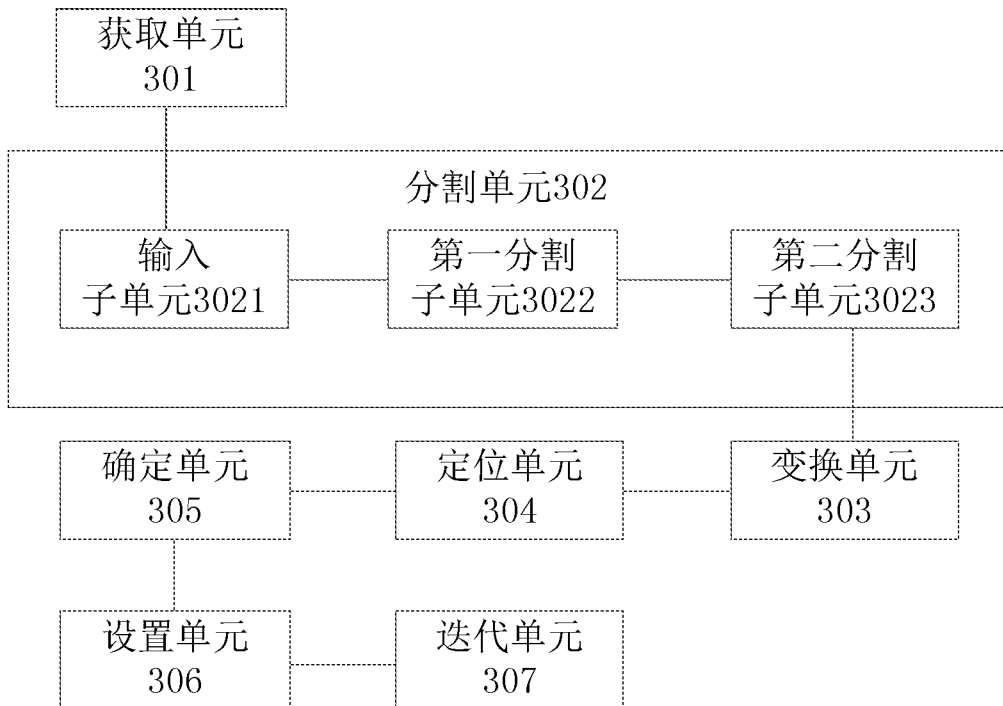 获取单元
301
分割单元302
输入
子单元3021
第一分割
子单元3022
第二分割
子单元3023
确定单元
305
定位单元
304
变换单元
303
设置单元
306
迭代单元
307